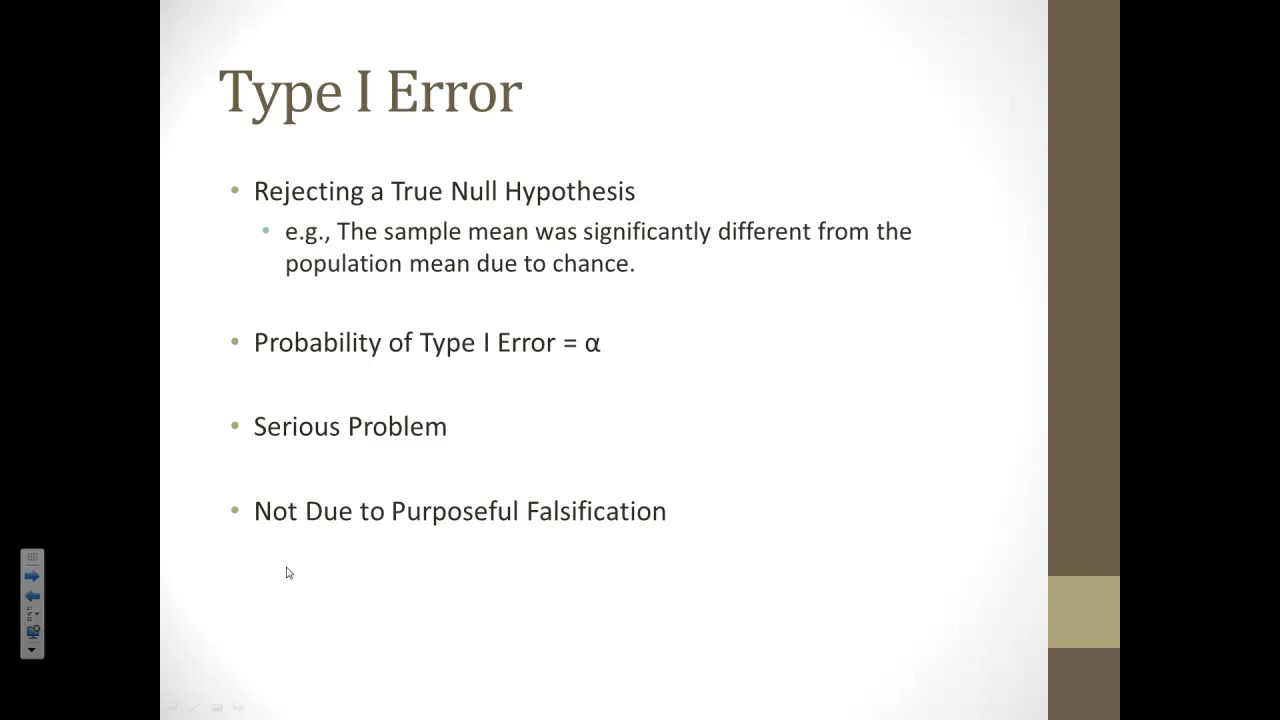 Type I Error
• Rejecting a True Null Hypothesis
• e.g., The sample mean was significantly different from the
population mean due to chance.
• Probability of Type I Error = α
• Serious Problem
• Not Due to Purposeful Falsification